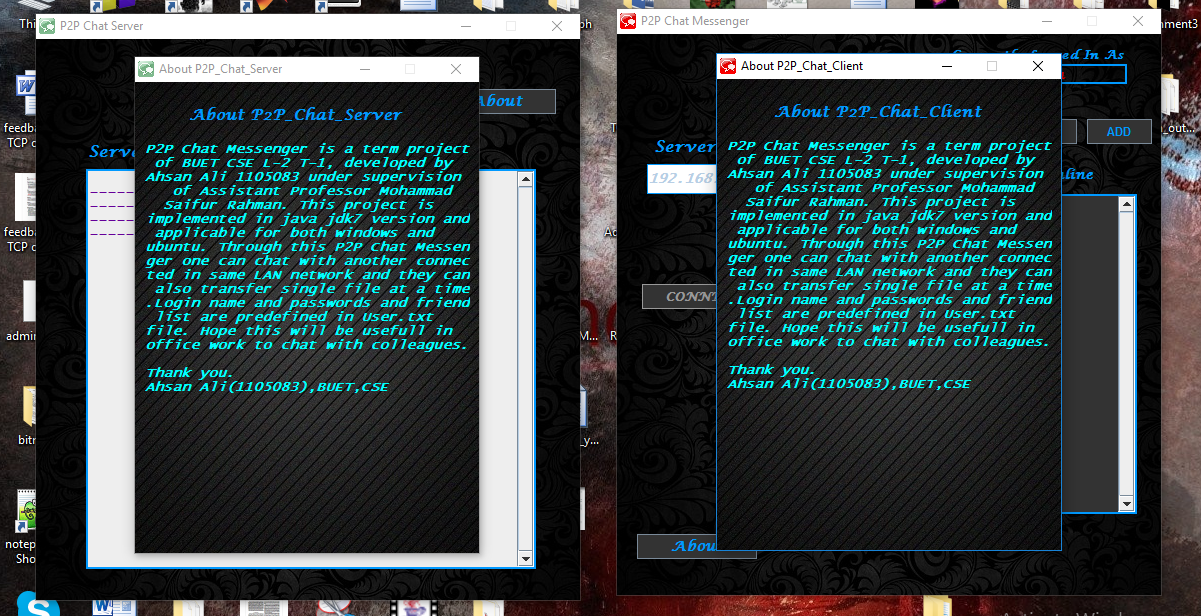 P2P Chat Server
About P2P_Chat_Server
About
About P2P_Chat_Server
P2P Chat Messenger is a term project
of BUET CSE L-2 T-1, developed by
Ahsan Ali 1105083 under supervision
of Assistant Professor Mohammad
Saifur Rahman. This project is
implemented in java jdk7 version and
applicable for both windows and
ubuntu. Through this P2P Chat Messen
ger one can chat with another connec
ted in same LAN network and they can
also transfer single file at a time
.Login name and passwords and friend
list are predefined in User.txt
file. Hope this will be usefull in
office work to chat with colleagues.
Thank you.
Ahsan Ali(1105083),BUET,CSE
P2P Chat Messenger
In As
About P2P_Chat_Client
ADD
Server
192.168
About P2P_Chat_Client
P2P Chat Messenger is a term project
of BUET CSE L-2 T-1, developed by
Ahsan Ali 1105083 under supervision
of Assistant Professor Mohammad
Saifur Rahman. This project is
implemented in java jdk7 version and
applicable for both windows and
ubuntu. Through this P2P Chat Messen
ger one can chat with another connec
ted in same LAN network and they can
also transfer single file at a time
.Login name and passwords and friend
list are predefined in User.txt
file. Hope this will be usefull in
office work to chat with colleagues.
Thank you.
Ahsan Ali(1105083),BUET,CSE
feedba
TCP c
feedba
TCP c
admin
bitr
notep
Sho